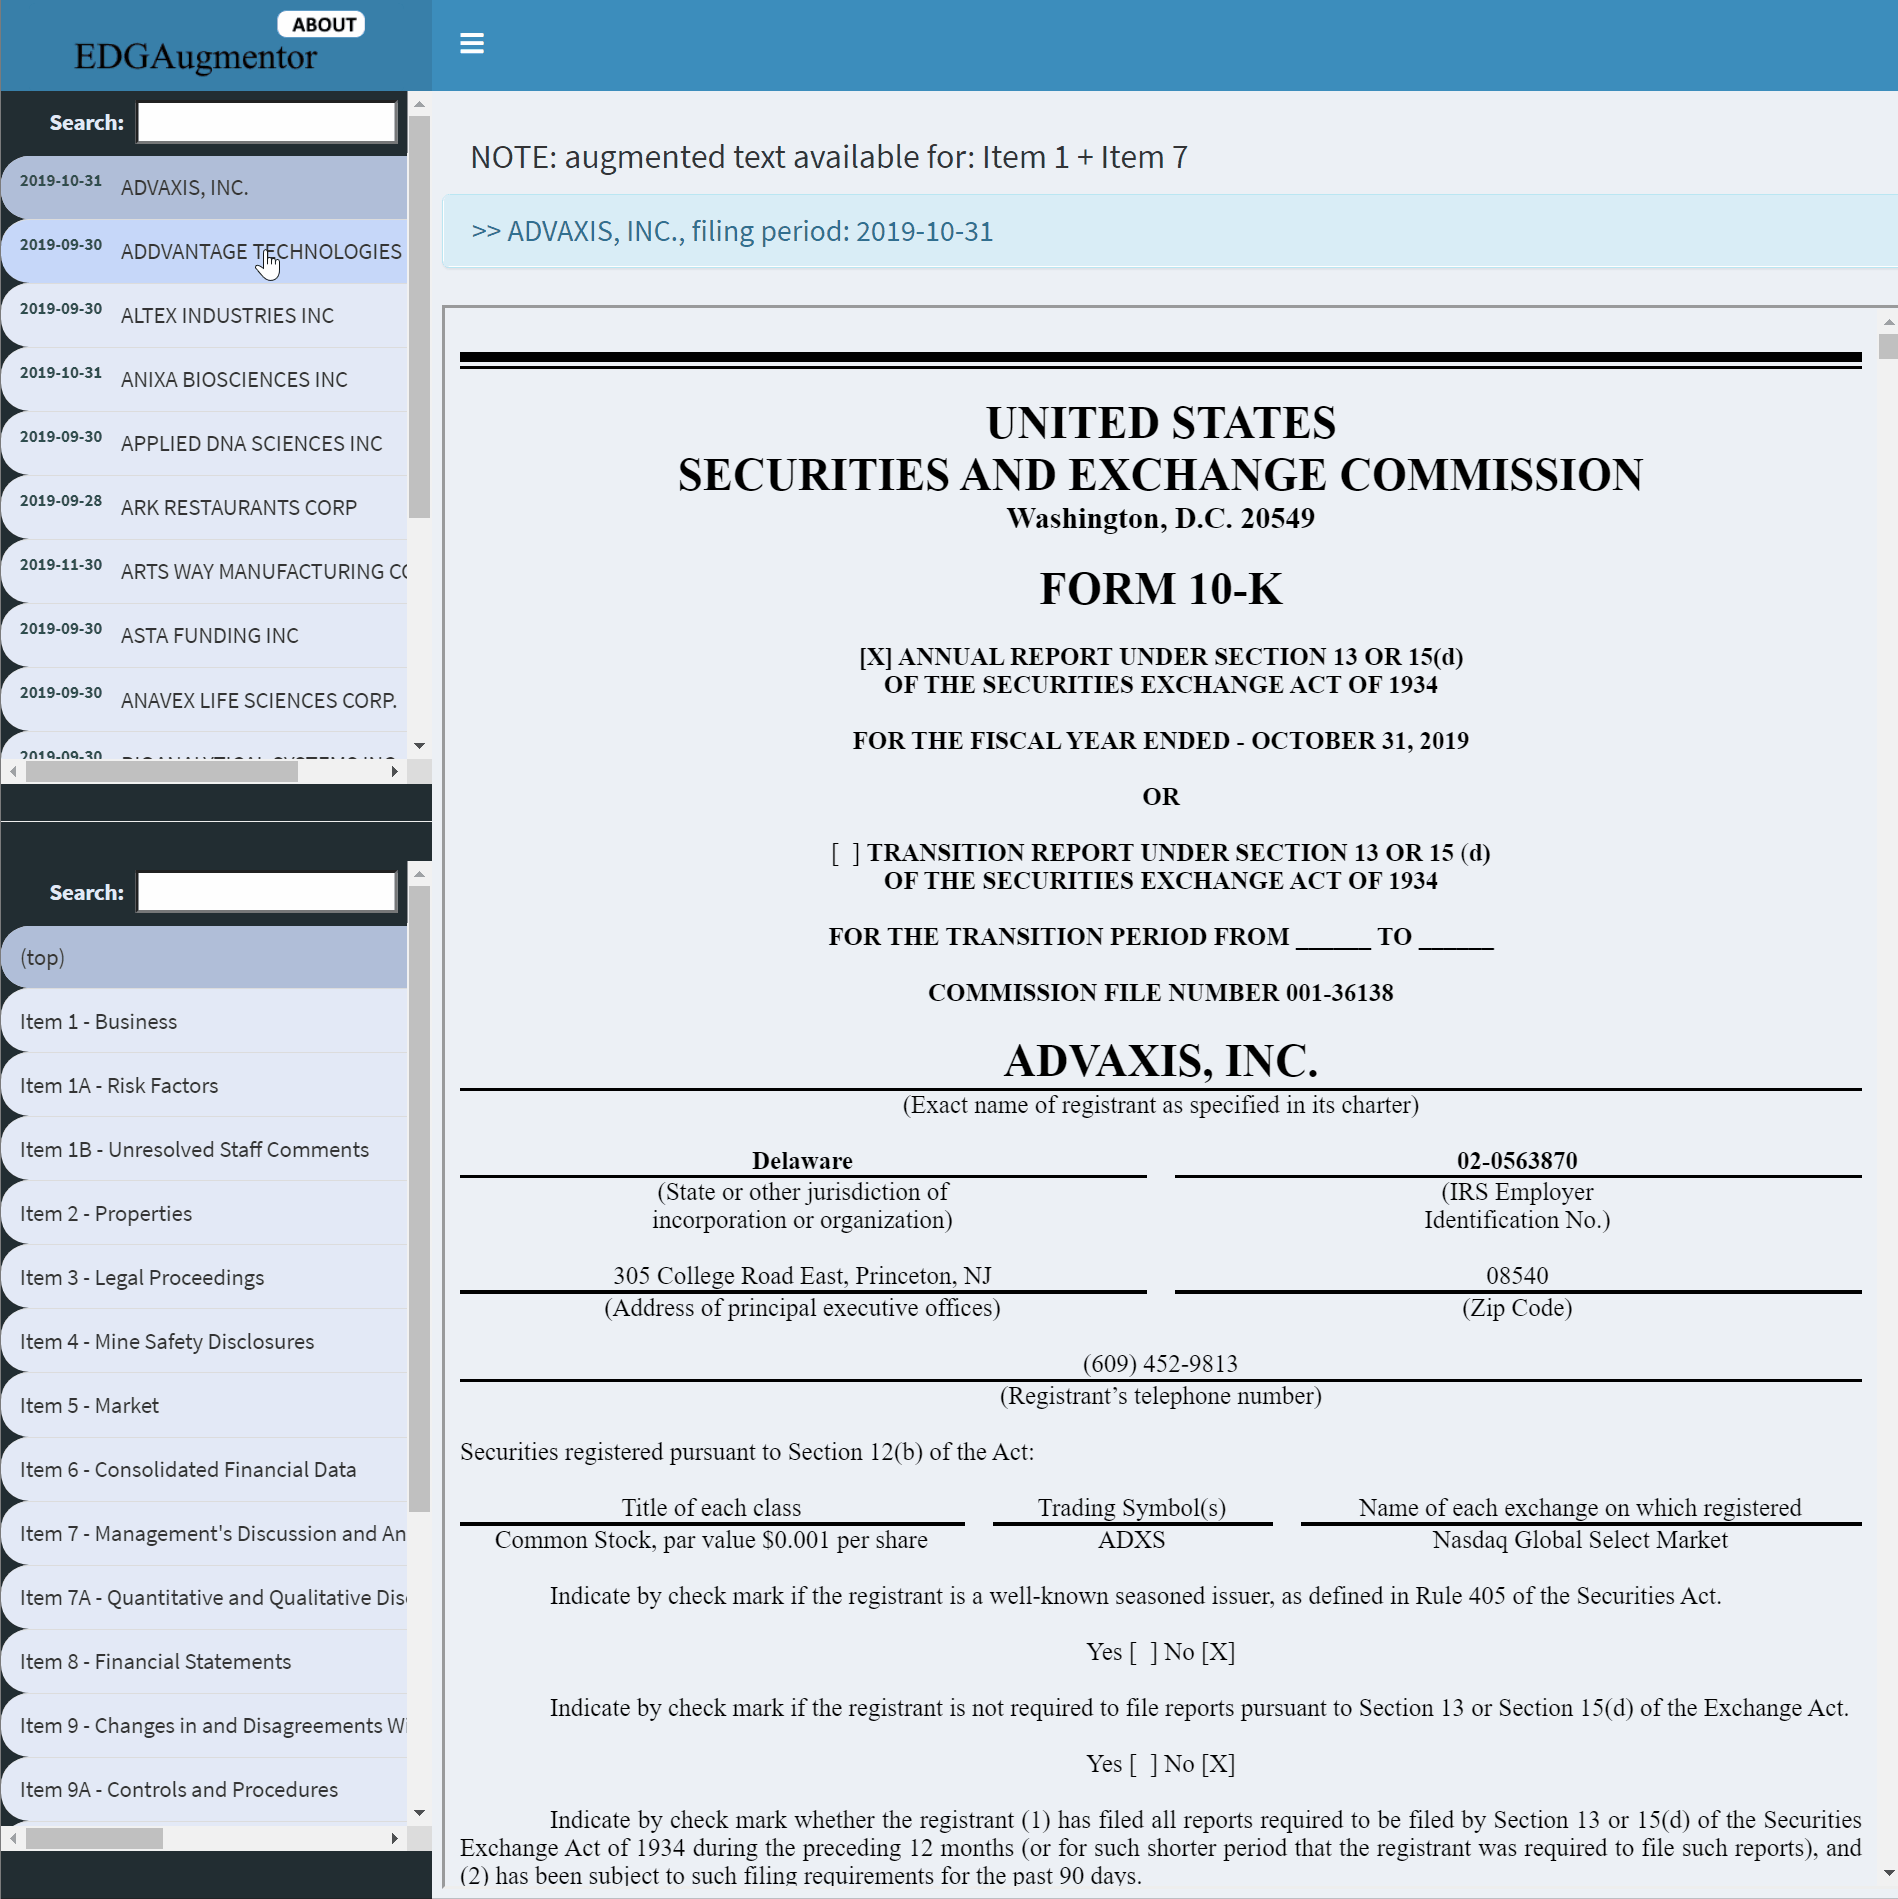 ABOUT
EDGAugmentor
Search:
2019-10-31 ADVAXIS, INC.
2019-09-30 ADDVANTAGE TECHNOLOGIES
2019-09-30 ALTEX INDUSTRIES INC
2019-10-31 ANIXA BIOSCIENCES INC
2019-09-30 APPLIED DNA SCIENCES INC
2019-09-28 ARK RESTAURANTS CORP
2019-11-30 ARTS WAY MANUFACTURING CO
2019-09-30 ASTA FUNDING INC
2019-09-30 ANAVEX LIFE SCIENCES CORP.
2019-09-30 BIOANALYTICAL SYSTEMS INC
Search:
(top)
Item 1 - Business
Item 1A - Risk Factors
Item 1B - Unresolved Staff Comments
Item 2 - Properties
Item 3 - Legal Proceedings
Item 4 - Mine Safety Disclosures
Item 5 - Market
Item 6 - Consolidated Financial Data
Item 7 - Management's Discussion and An
Item 7A - Quantitative and Qualitative Dis
Item 8 - Financial Statements
Item 9 - Changes in and Disagreements Wi
Item 9A - Controls and Procedures
NOTE: augmented text available for: Item 1 + Item 7
>> ADVAXIS, INC., filing period: 2019-10-31
UNITED STATES
SECURITIES AND EXCHANGE COMMISSION
Washington, D.C. 20549
FORM 10-K
[X] ANNUAL REPORT UNDER SECTION 13 OR 15(d)
OF THE SECURITIES EXCHANGE ACT OF 1934
FOR THE FISCAL YEAR ENDED - OCTOBER 31, 2019
OR
[ ] TRANSITION REPORT UNDER SECTION 13 OR 15 (d)
OF THE SECURITIES EXCHANGE ACT OF 1934
FOR THE TRANSITION PERIOD FROM ______ TO ______
COMMISSION FILE NUMBER 001-36138
ADVAXIS, INC.
(Exact name of registrant as specified in its charter)
Delaware 02-0563870
(State or other jurisdiction of (IRS Employer
incorporation or organization) Identification No.)
305 College Road East, Princeton, NJ 08540
(Address of principal executive offices) (Zip Code)
(609) 452-9813
(Registrant’s telephone number)
Securities registered pursuant to Section 12(b) of the Act:
Title of each class Trading Symbol(s) Name of each exchange on which registered
Common Stock, par value $0.001 per share ADXS Nasdaq Global Select Market
Indicate by check mark if the registrant is a well-known seasoned issuer, as defined in Rule 405 of the Securities Act.
Yes [ ] No [X]
Indicate by check mark if the registrant is not required to file reports pursuant to Section 13 or Section 15(d) of the Exchange Act.
Yes [ ] No [X]
Indicate by check mark whether the registrant (1) has filed all reports required to be filed by Section 13 or 15(d) of the Securities
Exchange Act of 1934 during the preceding 12 months (or for such shorter period that the registrant was required to file such reports), and
(2) has been subject to such filing requirements for the past 90 days.